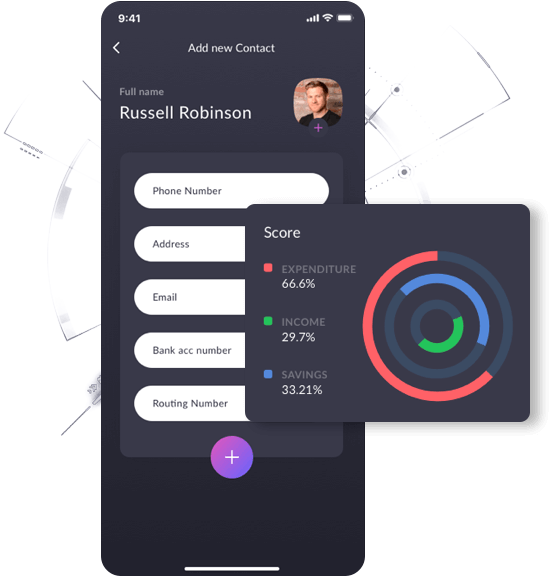 9:41
Add new Contact
Full name
Russell Robinson
Phone Number
Address
Email
Bank acc number
Routing Number
Score
EXPENDITURE
66.6%
INCOME
29.7%
SAVINGS
33.21%